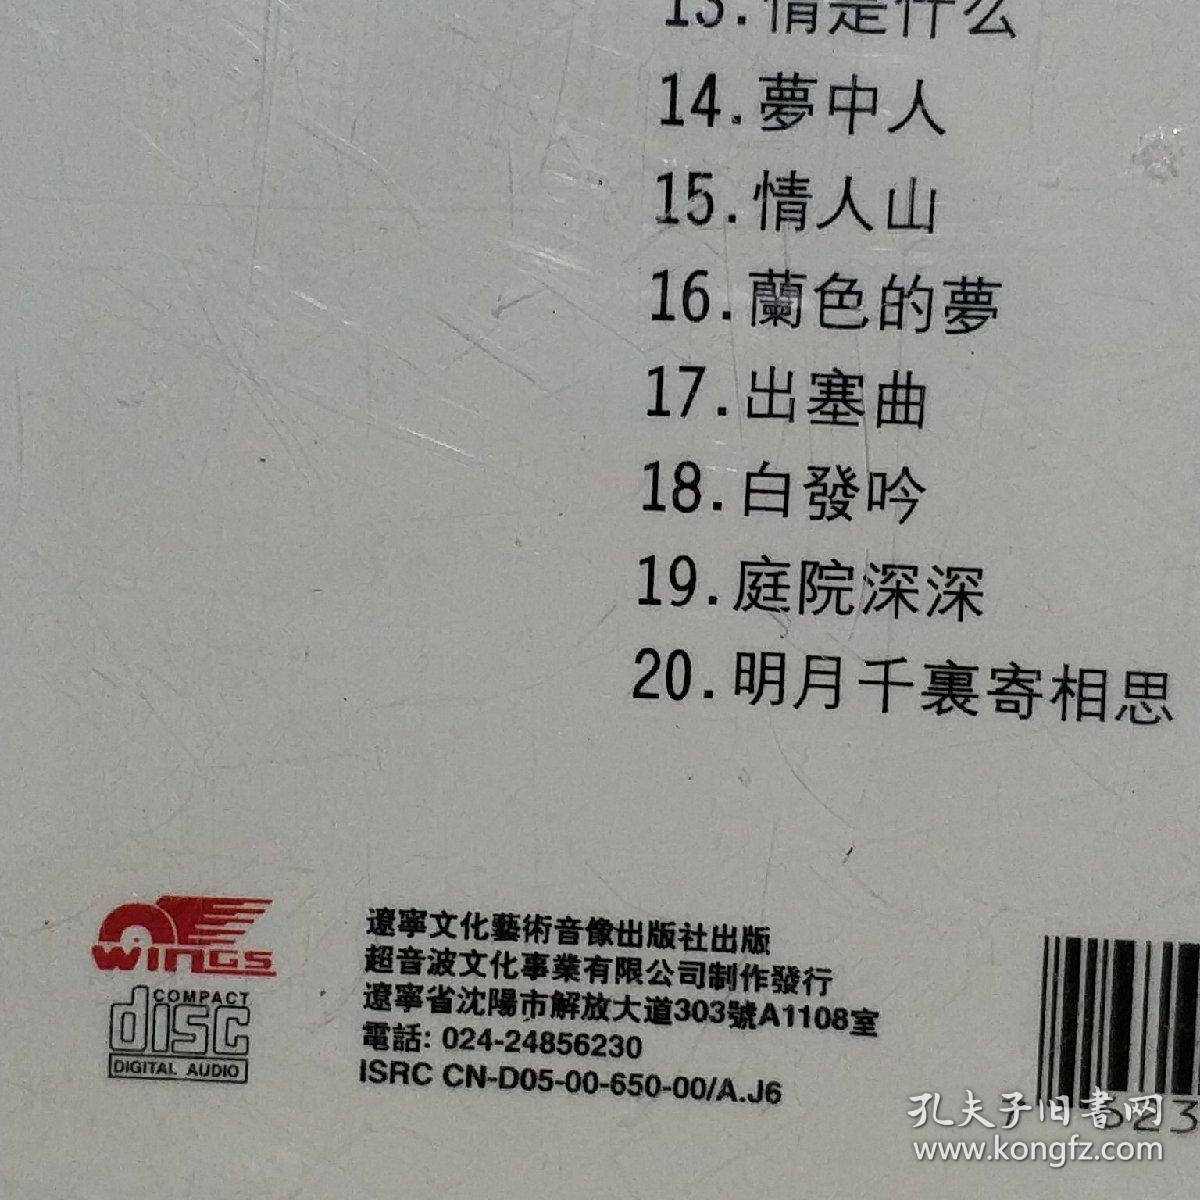 13.情是什么
14.夢中人
15.情人山
16.蘭色的夢
17.出塞曲
18.白發吟
19.庭院深深
20.明月千裏寄相思
WINGS
COMPACT
disc
DIGITAL AUDIO
遼寧文化藝術音像出版社出版
超音波文化事業有限公司制作發行
遼寧省沈陽市解放大道303號A1108室
電話: 024-24856230
ISRC CN-D05-00-650-00/A.J6
孔夫子旧书网
www.kongfz.com